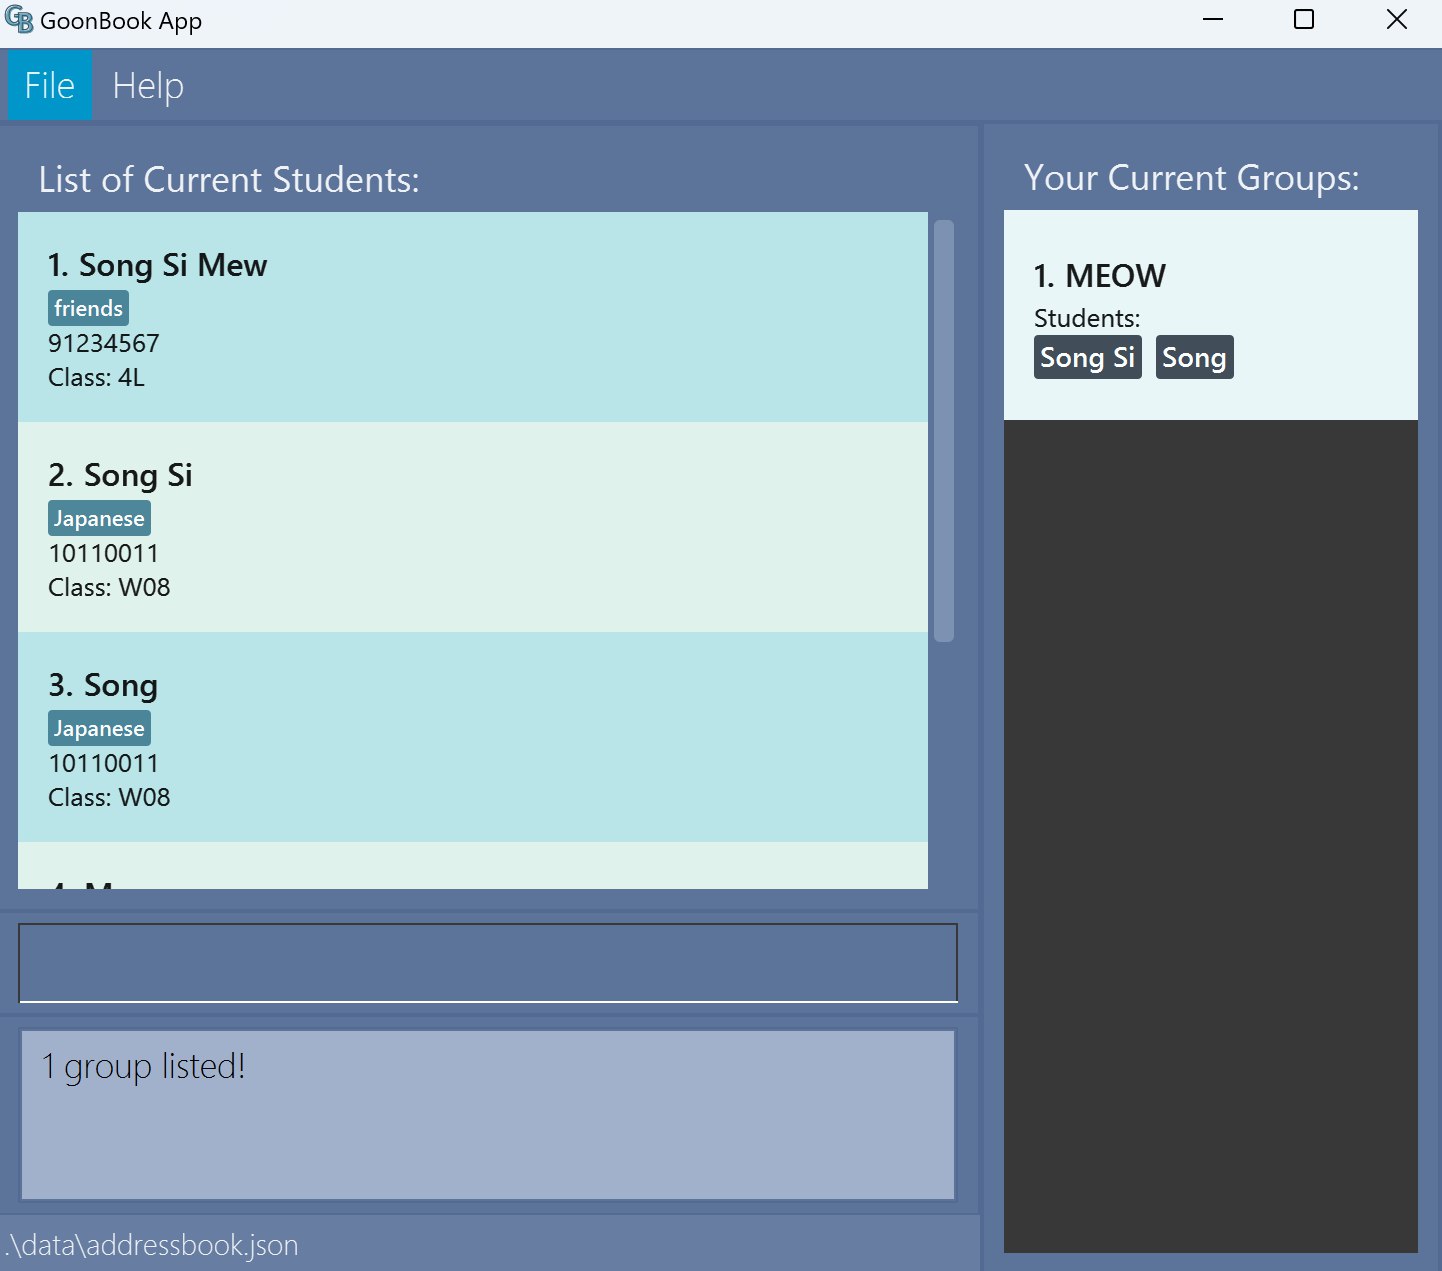 GB GoonBook App
File Help
List of Current Students:
1. Song Si Mew
friends
91234567
Class: 4L
2. Song Si
Japanese
10110011
Class: W08
3. Song
Japanese
10110011
Class: W08
1 group listed!
.\data\addressbook.json
Your Current Groups:
1. MEOW
Students:
Song Si Song